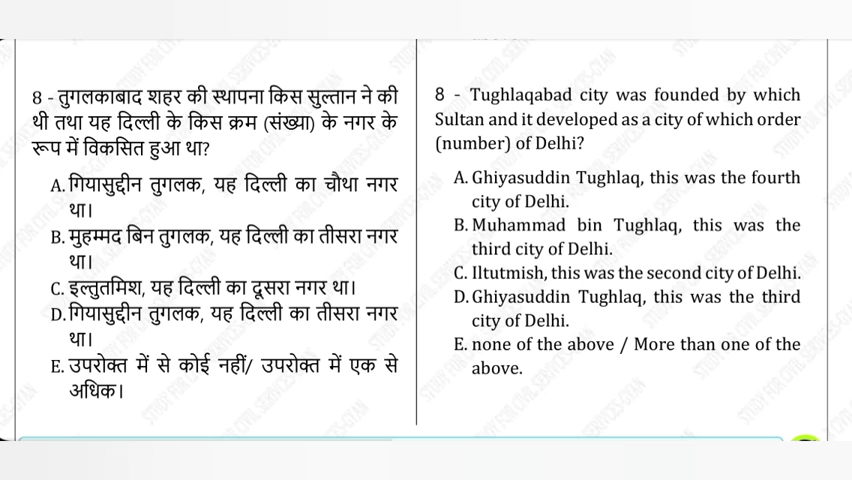 8 - तुगलकाबाद शहर की स्थापना किस सुल्तान ने की
थी तथा यह दिल्ली के किस क्रम (संख्या) के नगर के
रूप में विकसित हुआ था?
A. गियासुद्दीन तुगलक, यह दिल्ली का चौथा नगर
था।
B. मुहम्मद बिन तुगलक, यह दिल्ली का तीसरा नगर
था।
C. इल्तुतमिश, यह दिल्ली का दूसरा नगर था।
D. गियासुद्दीन तुगलक, यह दिल्ली का तीसरा नगर
था।
E. उपरोक्त में से कोई नहीं/ उपरोक्त में एक से
अधिक।
8 - Tughlaqabad city was founded by which
Sultan and it developed as a city of which order
(number) of Delhi?
A. Ghiyasuddin Tughlaq, this was the fourth
city of Delhi.
B. Muhammad bin Tughlaq, this was the
third city of Delhi.
C. Iltutmish, this was the second city of Delhi.
D. Ghiyasuddin Tughlaq, this was the third
city of Delhi.
E. none of the above / More than one of the
above.